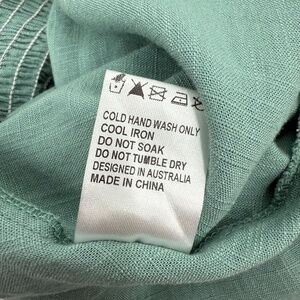 COLD HAND WASH ONLY
COOL IRON
DO NOT SOAK
DO NOT TUMBLE DRY
DESIGNED IN AUSTRALIA
MADE IN CHINA